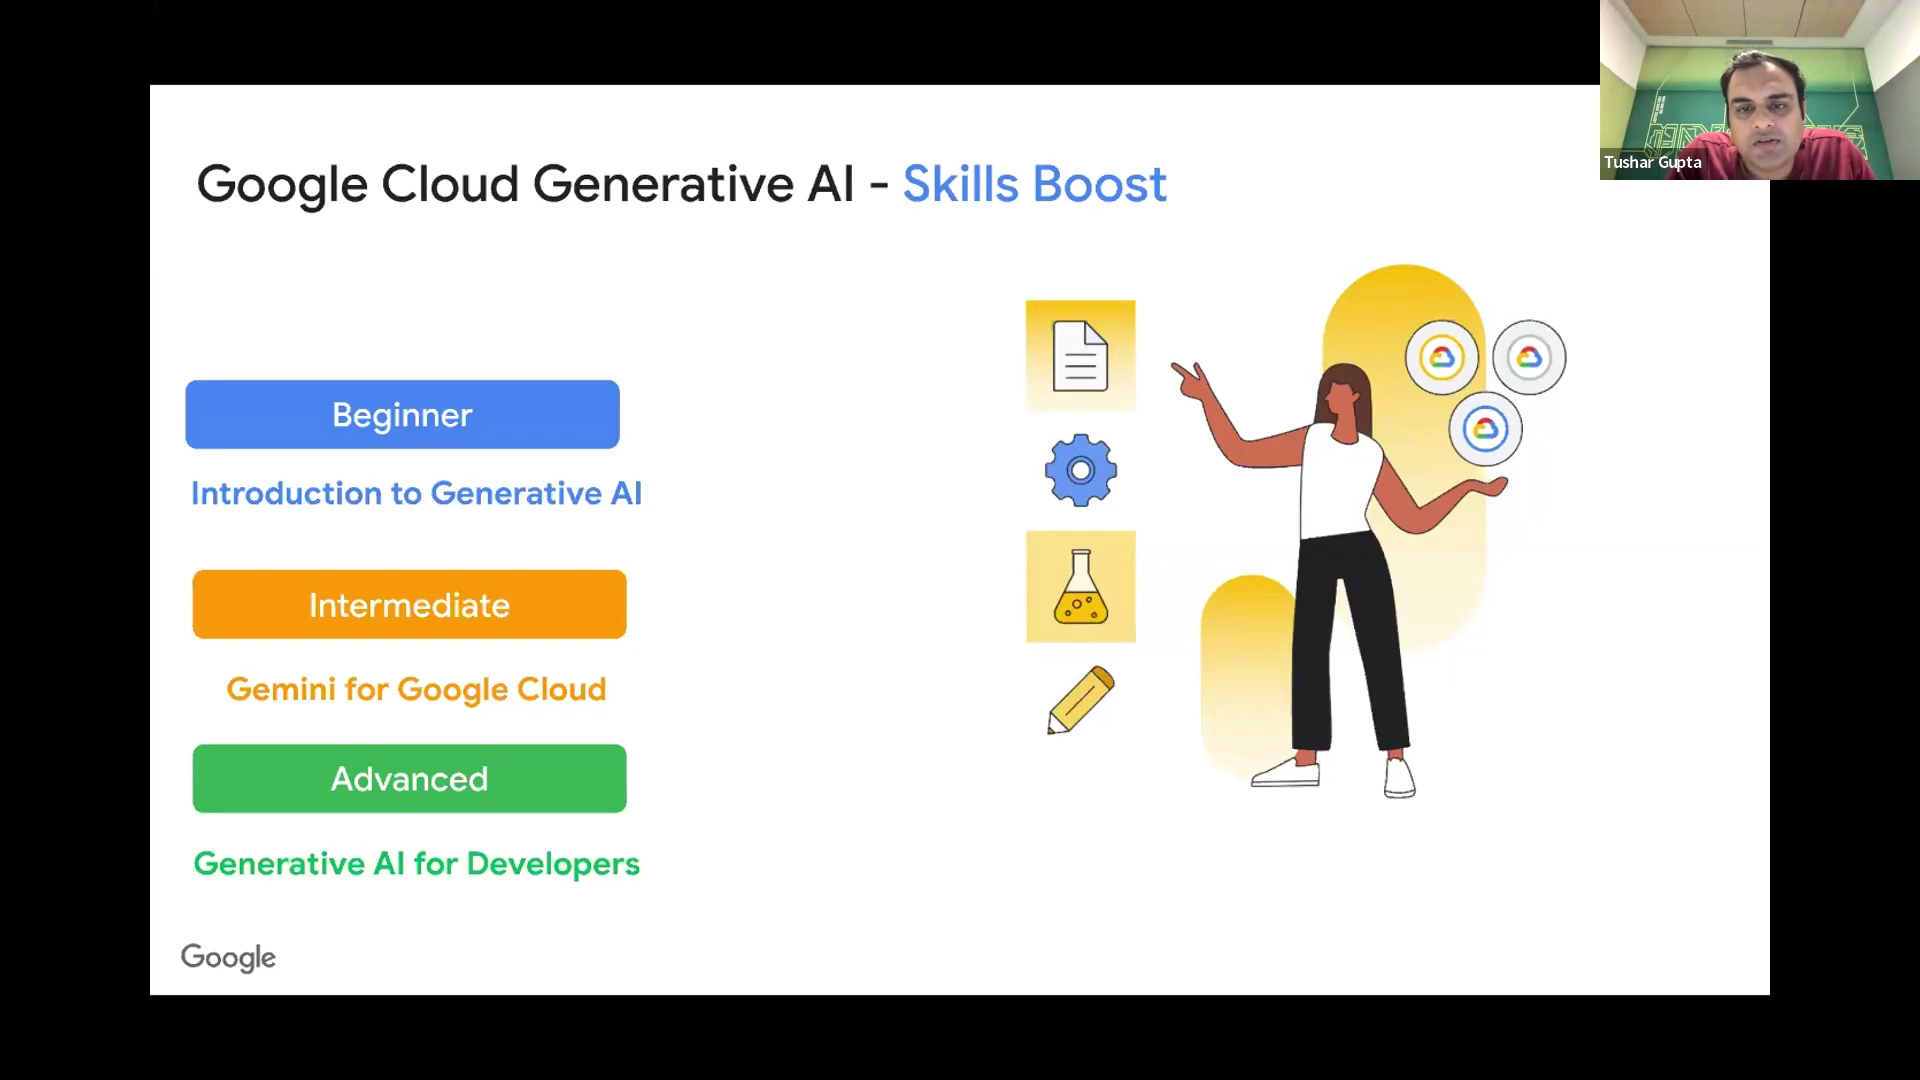 Google Cloud Generative AI - Skills Boost
Tushar Gupta
Beginner
Introduction to Generative AI
Intermediate
Gemini for Google Cloud
Advanced
Generative AI for Developers
Google